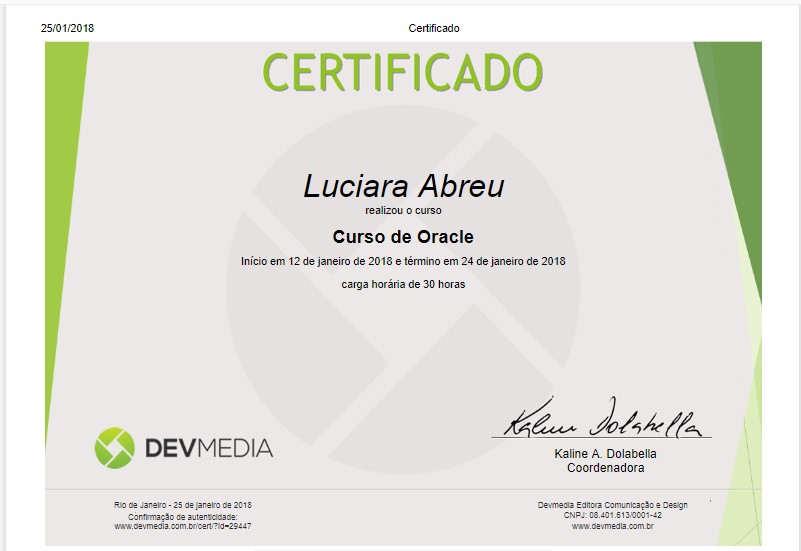 25/01/2018 Certificado
CERTIFICADO
Luciara Abreu
realizou o curso
Curso de Oracle
Início em 12 de janeiro de 2018 e término em 24 de janeiro de 2018
carga horária de 30 horas
Kaline Dolabella
DEVMEDIA
Kaline A. Dolabella
Coordenadora
Rio de Janeiro - 25 de janeiro de 2018
Confirmação de autenticidade:
www.devmedia.com.br/cert/?id=29447
Devmedia Editora Comunicação e Design
CNPJ: 08.401.613/0001-42
www.devmedia.com.br